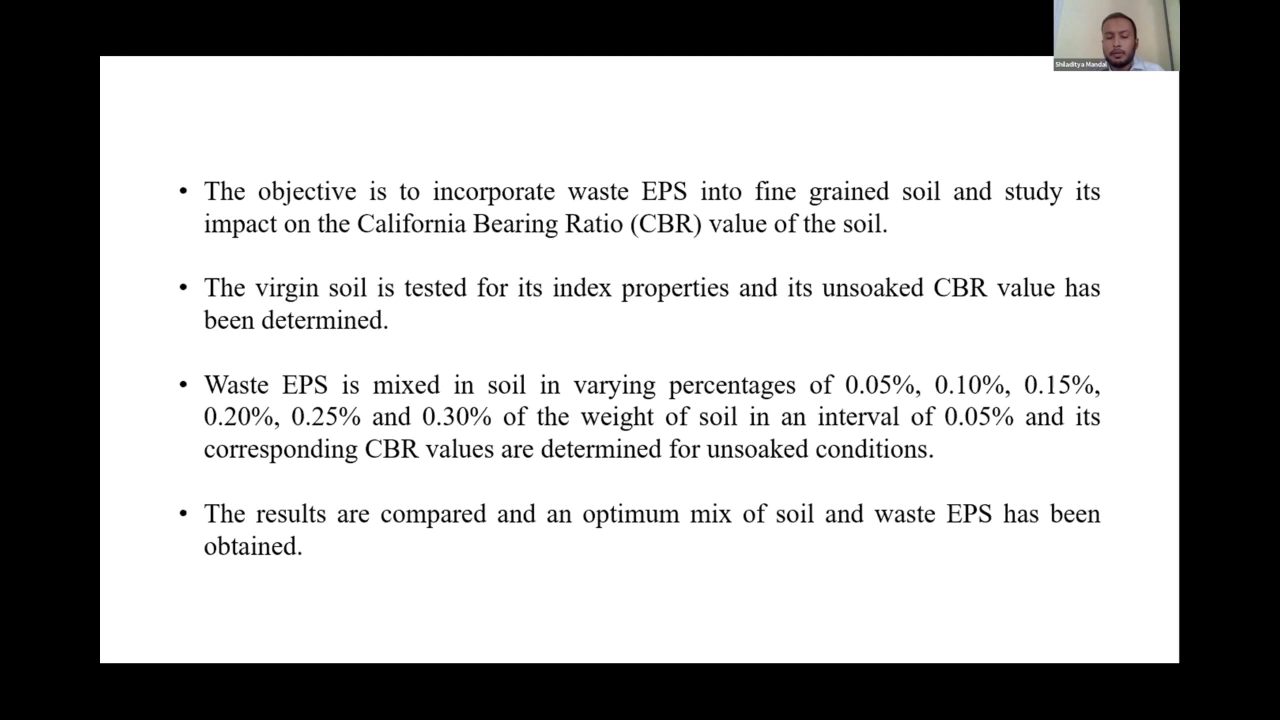 Shiladitya Mandal
• The objective is to incorporate waste EPS into fine grained soil and study its
impact on the California Bearing Ratio (CBR) value of the soil.
• The virgin soil is tested for its index properties and its unsoaked CBR value has
been determined.
• Waste EPS is mixed in soil in varying percentages of 0.05%, 0.10%, 0.15%,
0.20%, 0.25% and 0.30% of the weight of soil in an interval of 0.05% and its
corresponding CBR values are determined for unsoaked conditions.
• The results are compared and an optimum mix of soil and waste EPS has been
obtained.